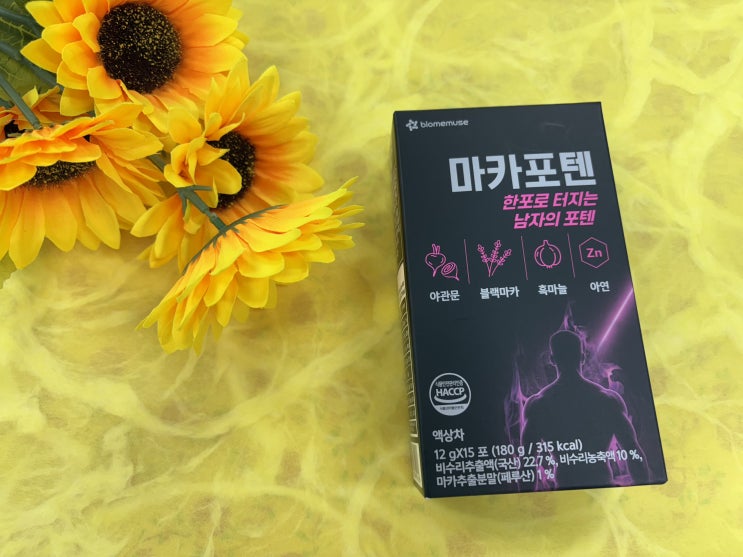 biomemuse
마카포텐
한포로 터지는
남자의 포텐
야관문
블랙마카
흑마늘
Zn
아연
HACCP
액상차
12 gX15 포 (180 g / 315 kcal)
비수리추출액(국산) 22.7 %, 비수리농축액 10 %,
마카추출분말(페루산) 1 %